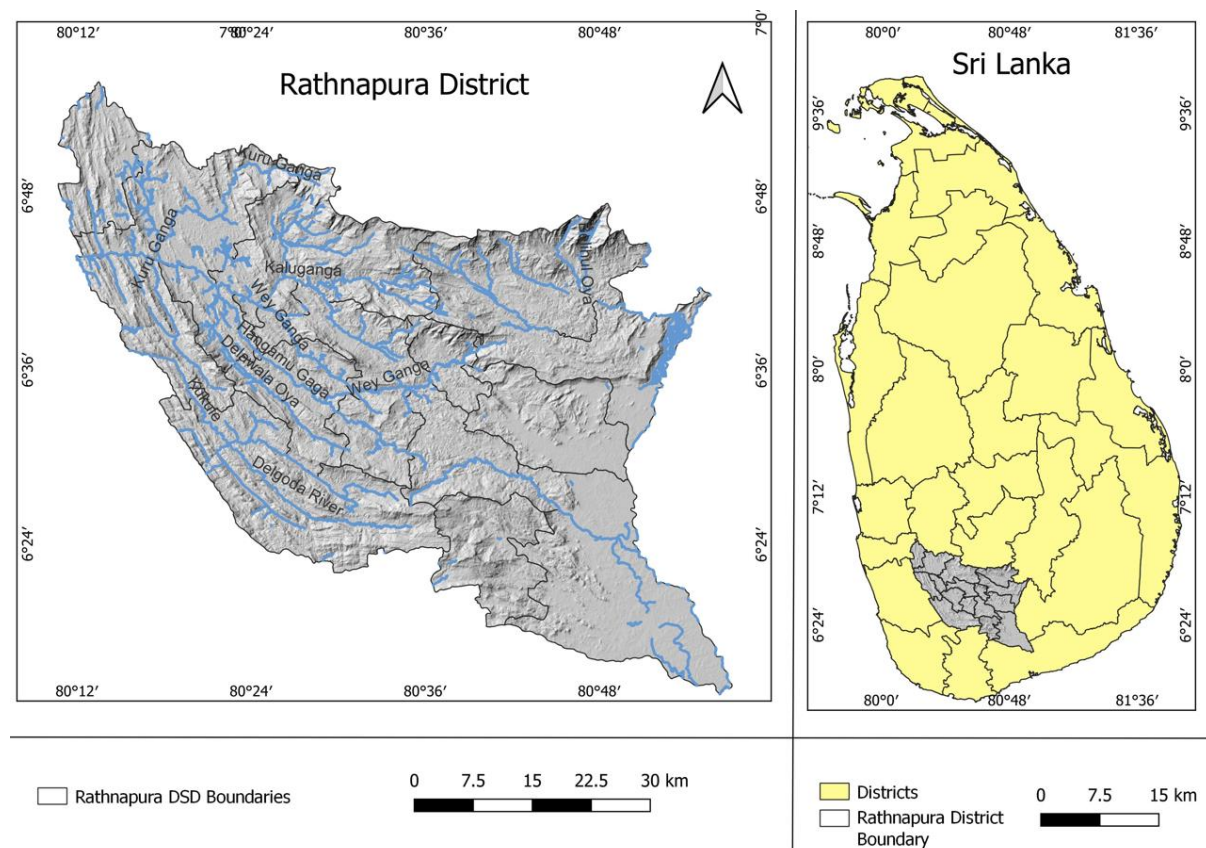 80°12′ 7°0′ 80°24′ 80°36′ 80°48′ 7°0′
Rathnapura District
6°48′ 6°48′
6°36′ 6°36′
6°24′ 6°24′
Kuru Ganga
Kuru Ganga
Kaluganga
Wey Ganga
Wey Ganga
Delgoda River
80°12′ 80°24′ 80°36′ 80°48′
Rathnapura DSD Boundaries
0 7.5 15 22.5 30 km
80°0′ 80°48′ 81°36′
Sri Lanka
9°36′ 9°36′
8°48′ 8°48′
8°0′ 8°0′
7°12′ 7°12′
6°24′ 6°24′
80°0′ 80°48′ 81°36′
Districts
Rathnapura District
Boundary
0 7.5 15 km